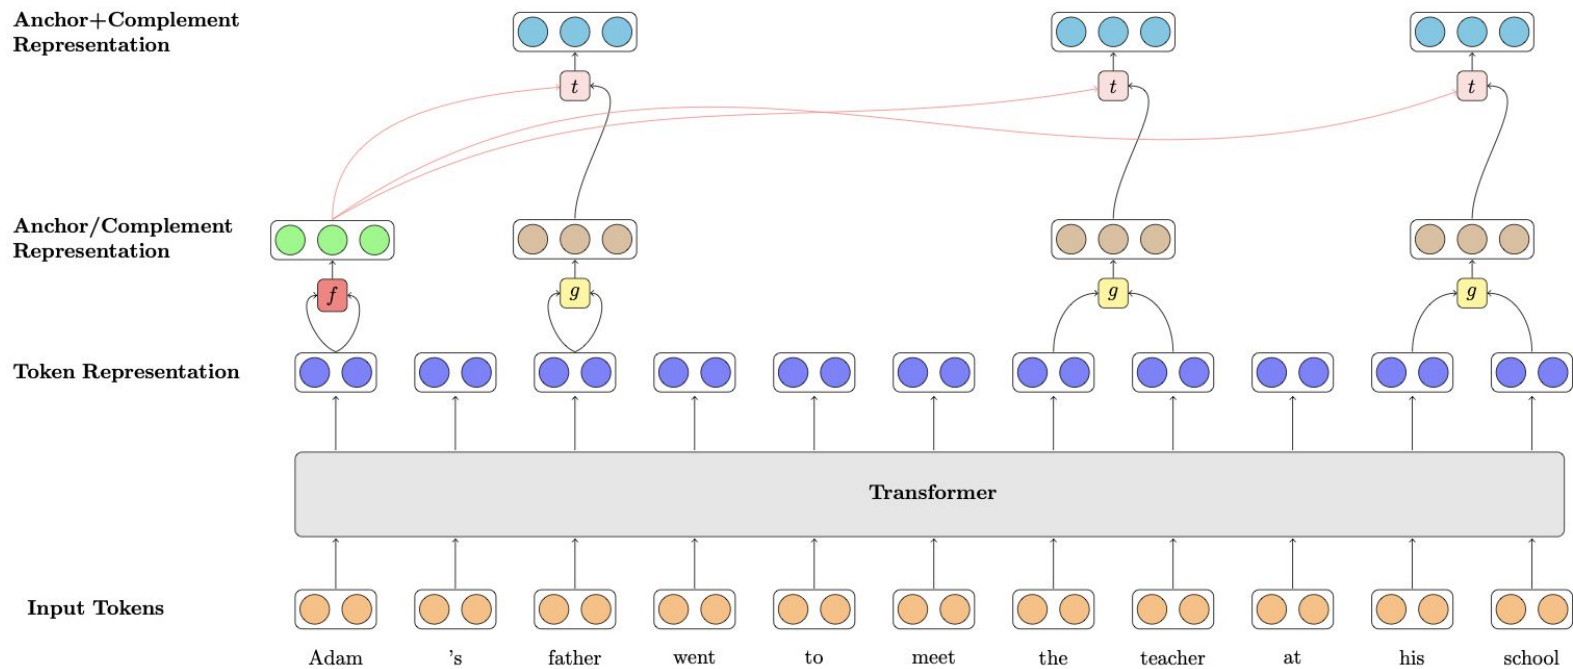 Anchor+Complement
Representation
t t t
Anchor/Complement
Representation
f g g g
Token Representation
Transformer
Input Tokens
Adam 's father went to meet the teacher at his school